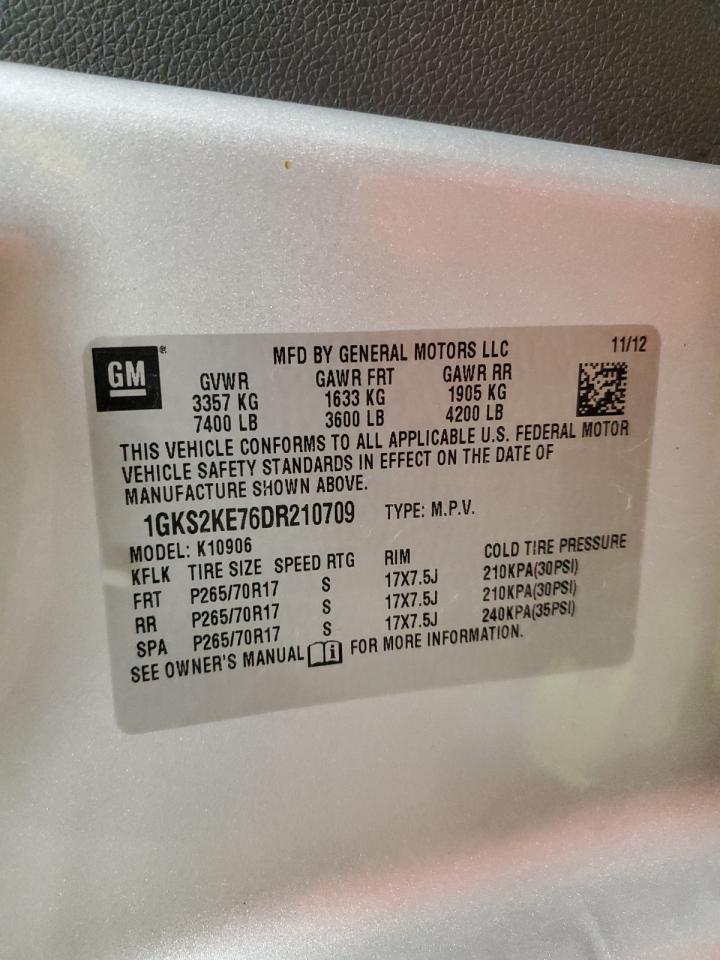 GM
MFD BY GENERAL MOTORS LLC 11/12
GVWR GAWR FRT GAWR RR
3357 KG 1633 KG 1905 KG
7400 LB 3600 LB 4200 LB
THIS VEHICLE CONFORMS TO ALL APPLICABLE U.S. FEDERAL MOTOR
VEHICLE SAFETY STANDARDS IN EFFECT ON THE DATE OF
MANUFACTURE SHOWN ABOVE.
1GKS2KE76DR210709 TYPE: M.P.V.
MODEL: K10906
KFLK TIRE SIZE SPEED RTG RIM COLD TIRE PRESSURE
FRT P265/70R17 S 17X7.5J 210KPA(30PSI)
RR P265/70R17 S 17X7.5J 210KPA(30PSI)
SPA P265/70R17 S 17X7.5J 240KPA(35PSI)
SEE OWNER'S MANUAL i FOR MORE INFORMATION.